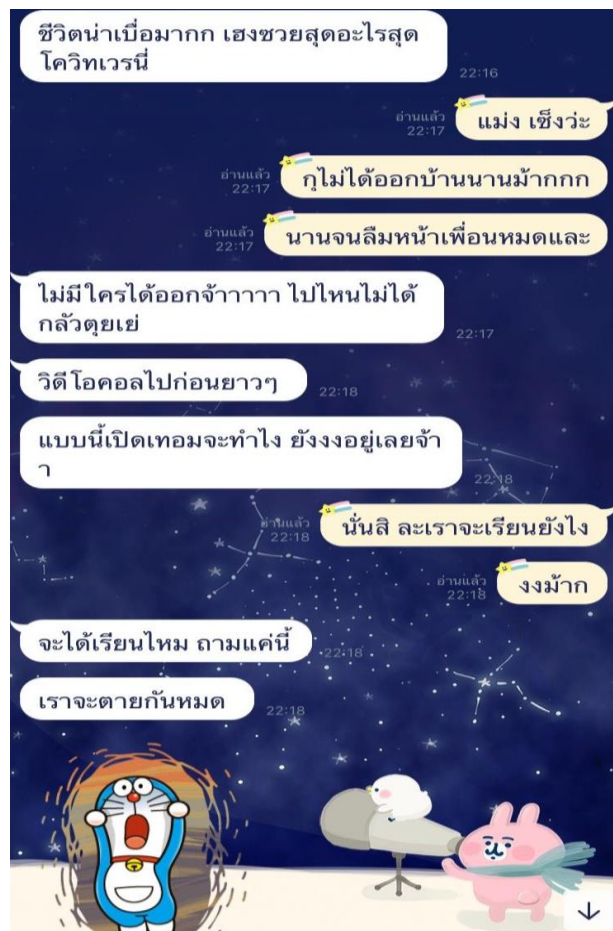 ชีวิตน่าเบื่อมากก เฮงซวยสุดอะไรสุด
โควิทเวรนี่
22:16
แม่ง เซ็งว่ะ
อ่านแล้ว
22:17
กุไม่ได้ออกบ้านนานม้ากกก
อ่านแล้ว
22:17
นานจนลืมหน้าเพื่อนหมดและ
อ่านแล้ว
22:17
ไม่มีใครได้ออกจ้าาาาา ไปไหนไม่ได้
กลัวตุยเย่
22:17
วิดีโอคอลไปก่อนยาวๆ
22:18
แบบนี้เปิดเทอมจะทำไง ยังงงอยู่เลยจ้า
า
22:18
นั่นสิ ละเราจะเรียนยังไง
อ่านแล้ว
22:18
งงม้าก
อ่านแล้ว
22:18
จะได้เรียนไหม ถามแค่นี้
22:18
เราจะตายกันหมด
22:18